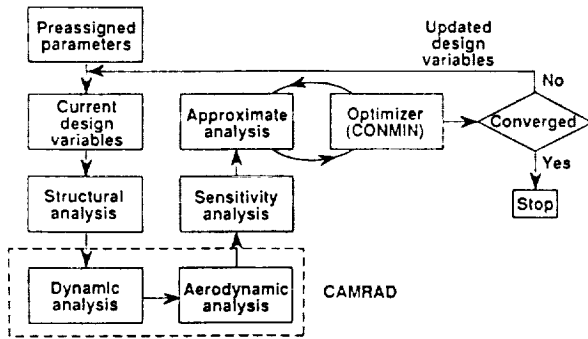 Preassigned
parameters
Updated
design
variables
No
Current
design
variables
Approximate
analysis
Optimizer
(CONMIN)
Converged
Yes
Structural
analysis
Sensitivity
analysis
Stop
Dynamic
analysis
Aerodynamic
analysis
CAMRAD